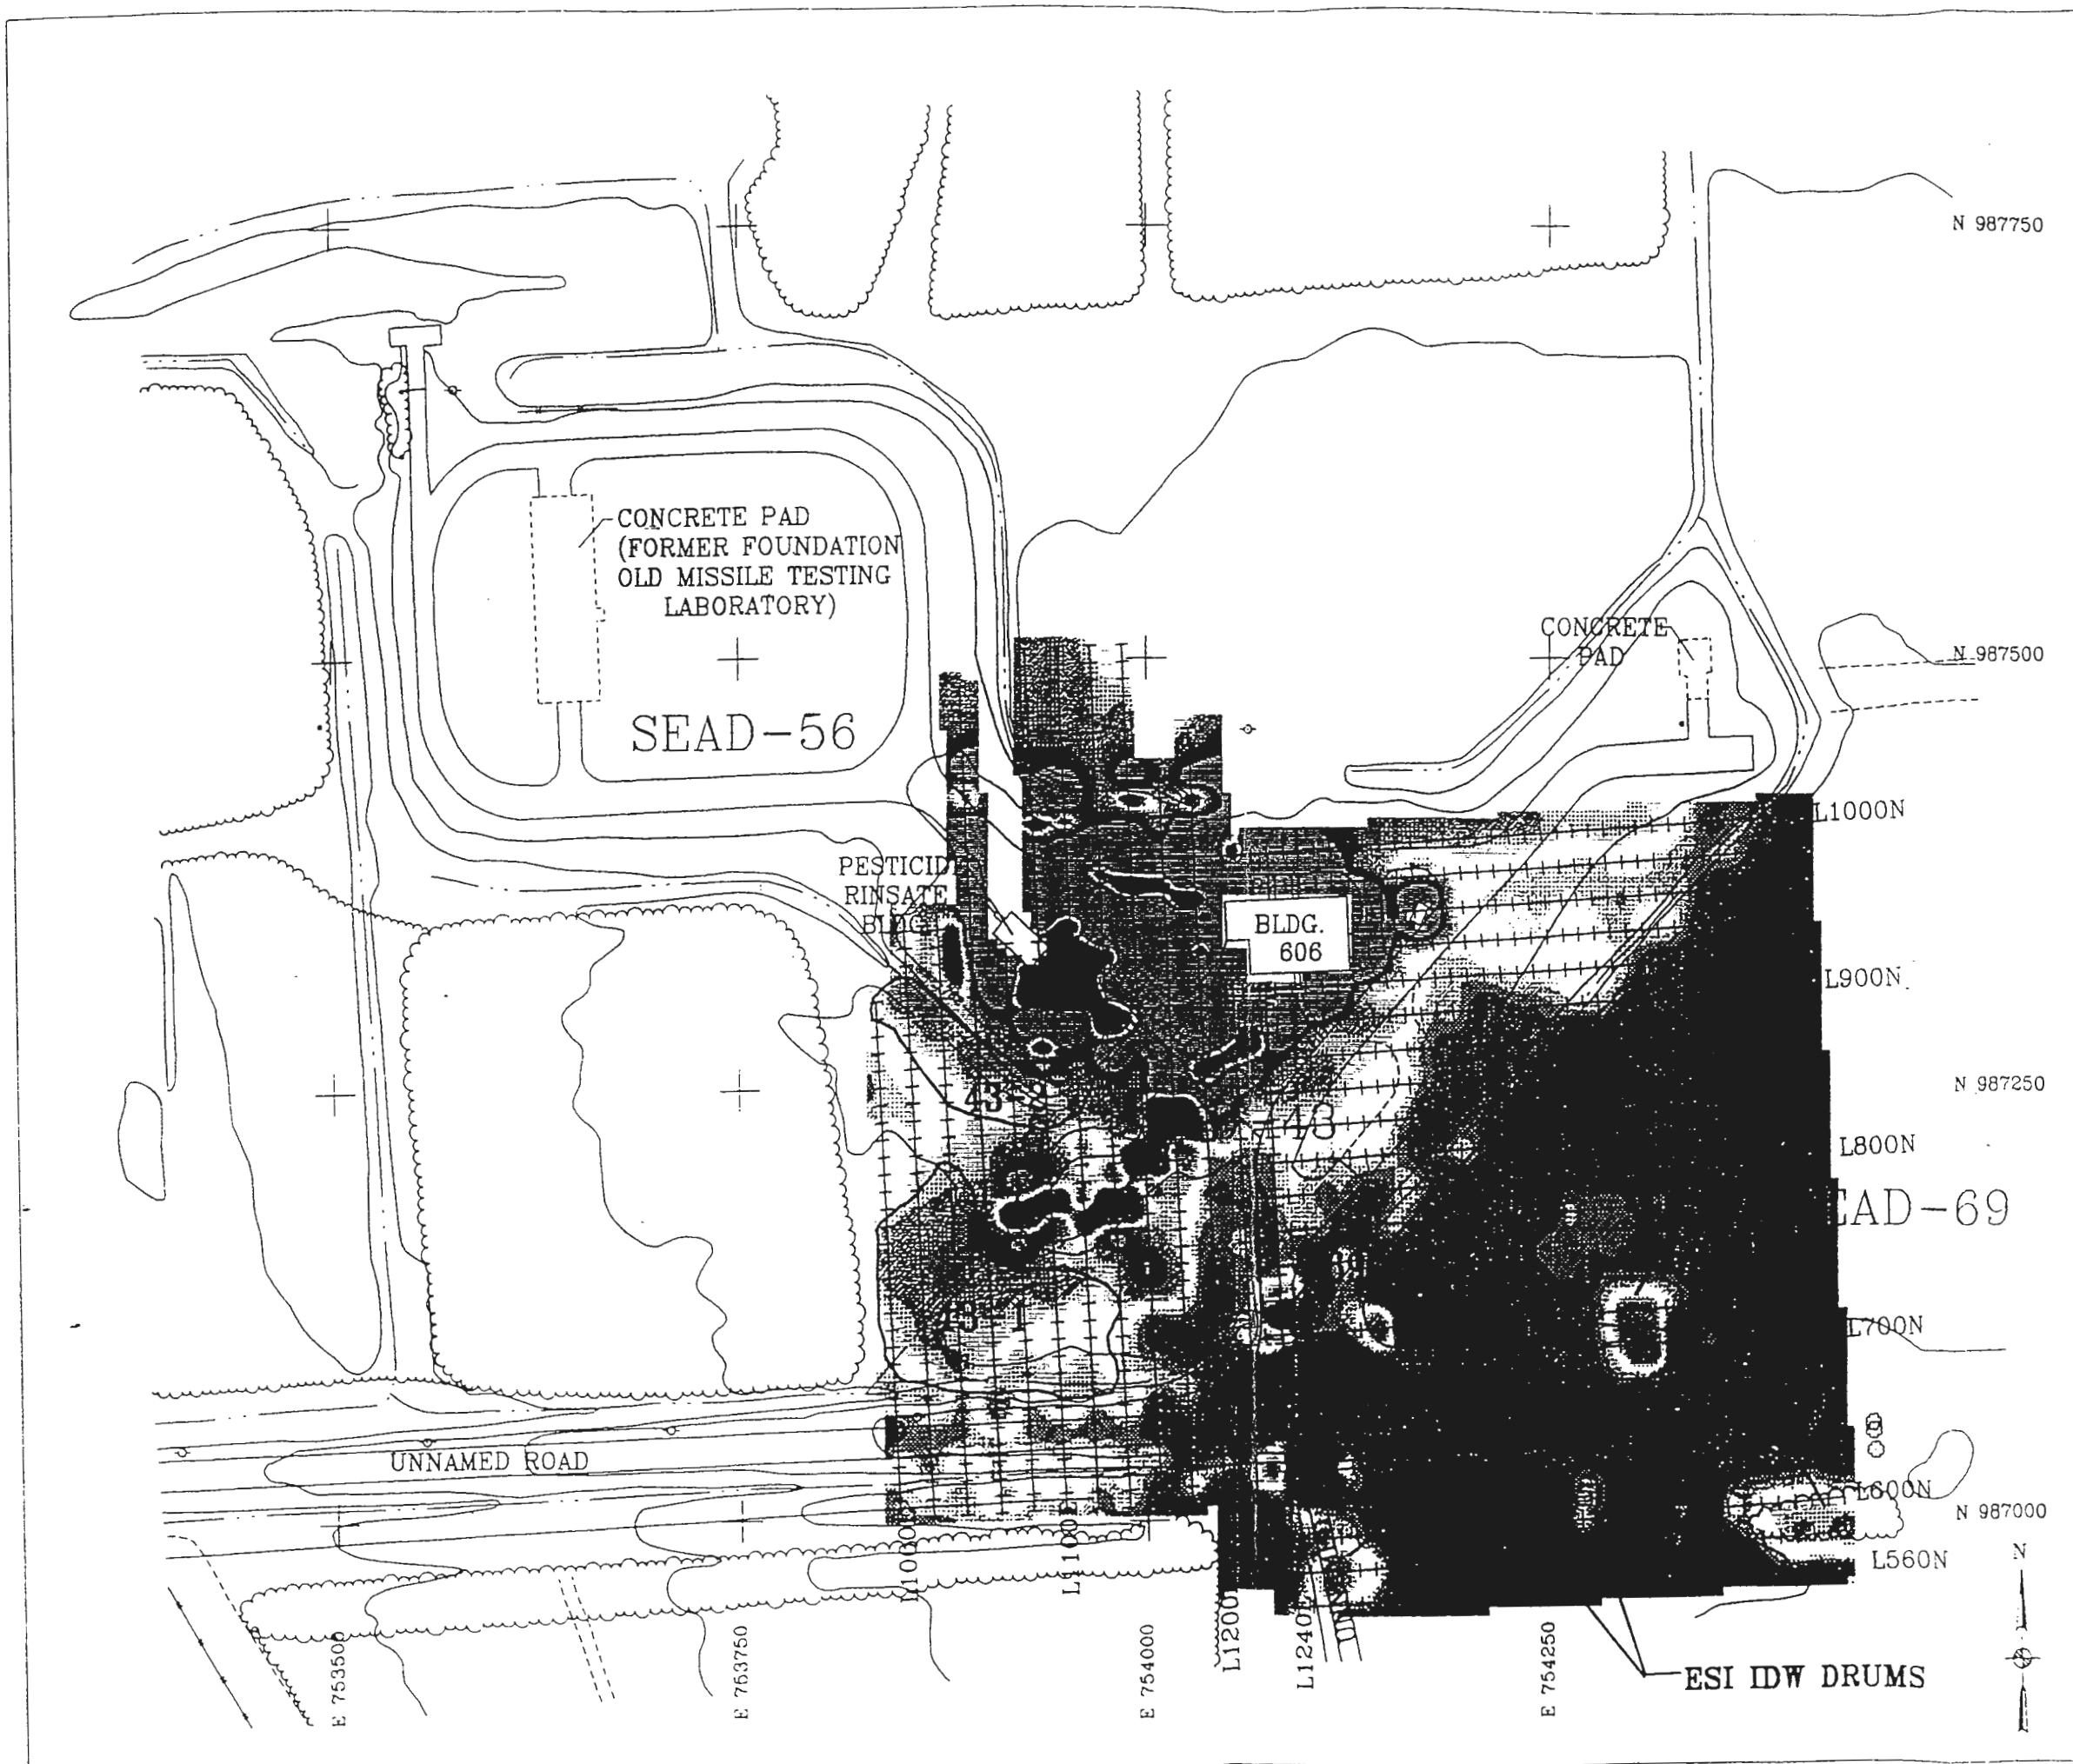 N 987750
CONCRETE PAD
(FORMER FOUNDATION
OLD MISSILE TESTING
LABORATORY)
CONCRETE
PAD
N 987500
SEAD-56
L1000N
PESTICIDE
RINSATE
BLDG.
BLDG.
606
L900N
N 987250
43
L800N
EAD-69
L700N
UNNAMED ROAD
L600N
N 987000
L560N
N
L1100E
L1200
L1240
E 753500
E 753750
E 754000
E 754250
ESI IDW DRUMS